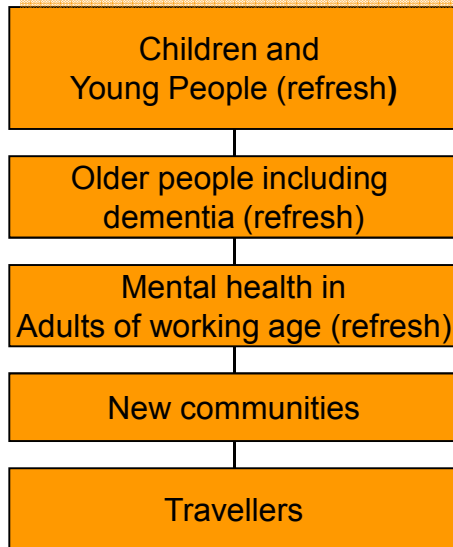 Children and
Young People (refresh)
Older people including
dementia (refresh)
Mental health in
Adults of working age (refresh)
New communities
Travellers